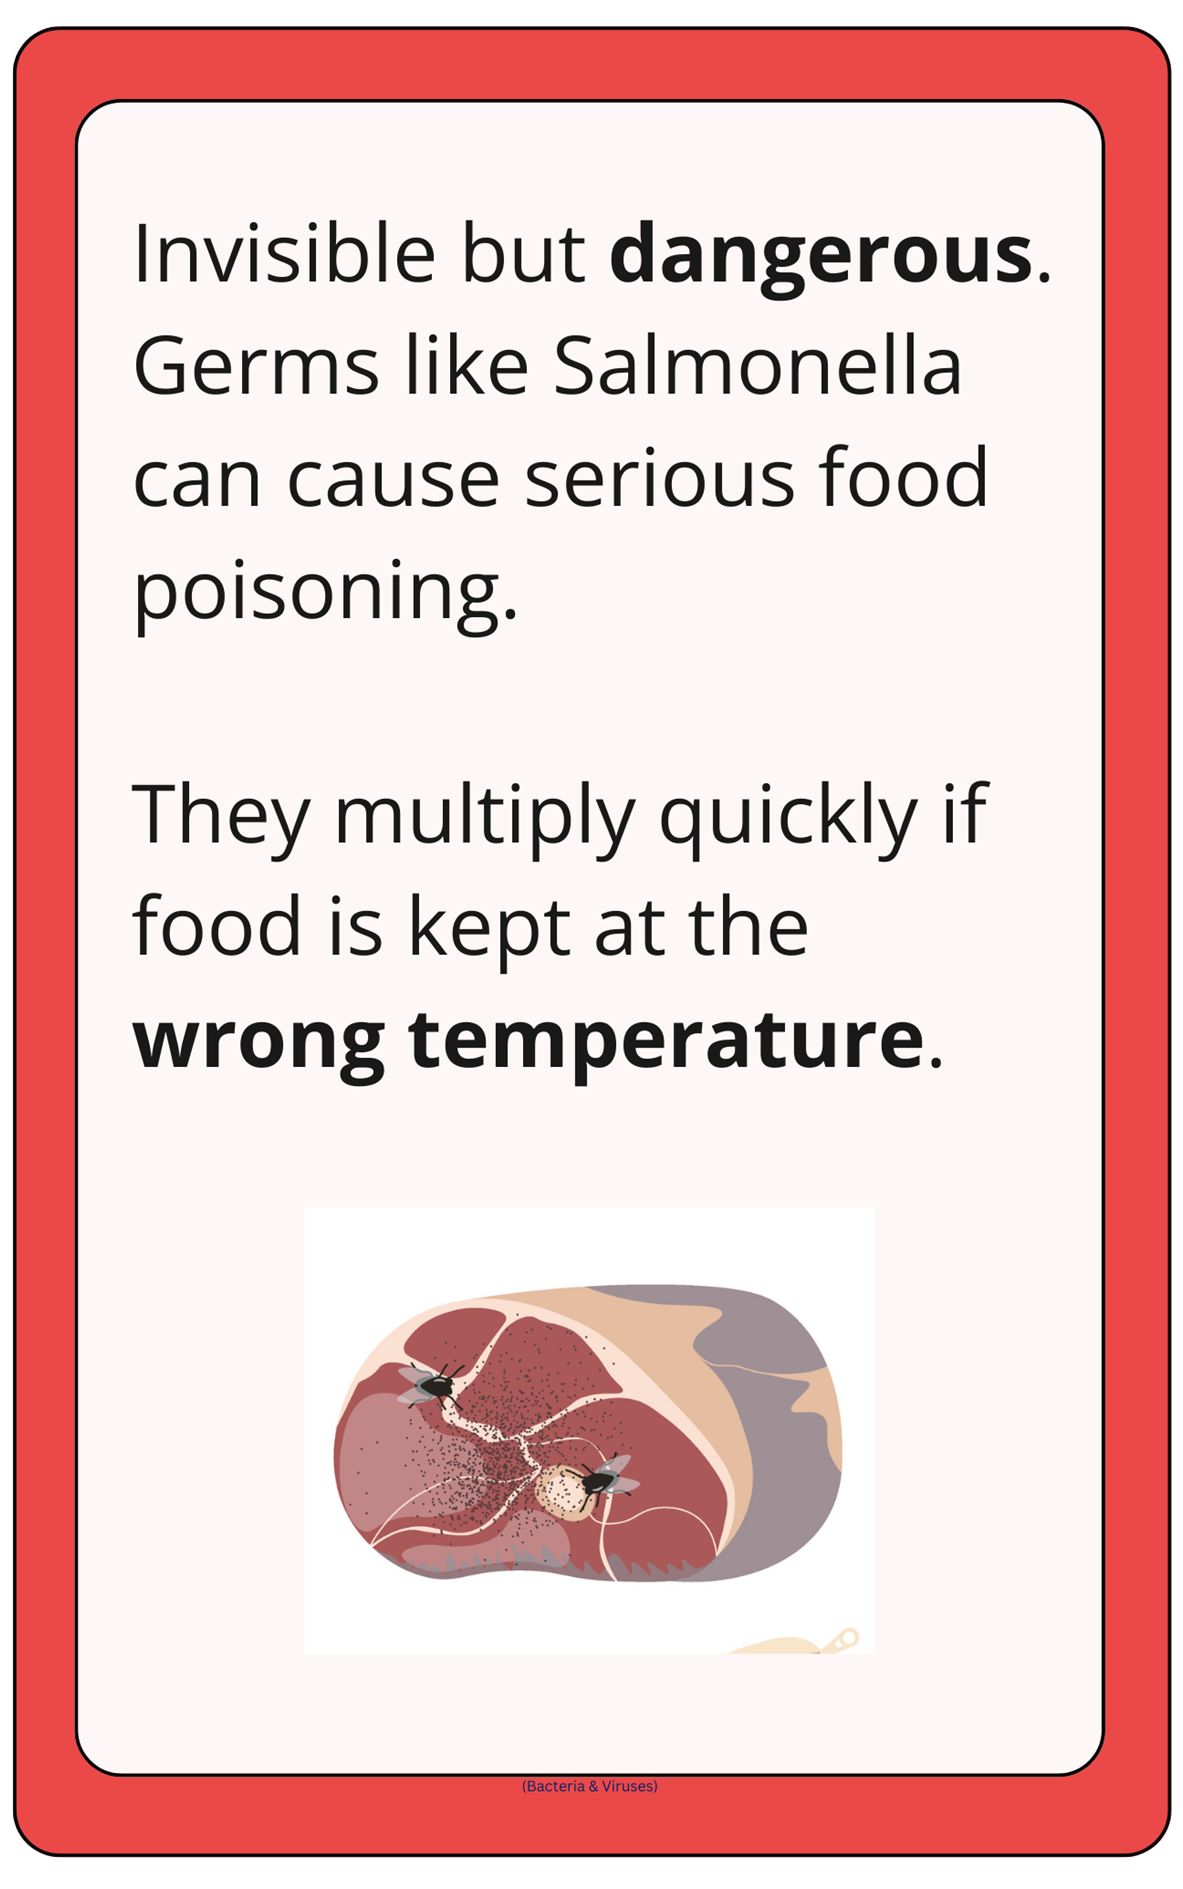 Invisible but dangerous.
Germs like Salmonella
can cause serious food
poisoning.
They multiply quickly if
food is kept at the
wrong temperature.
(Bacteria & Viruses)